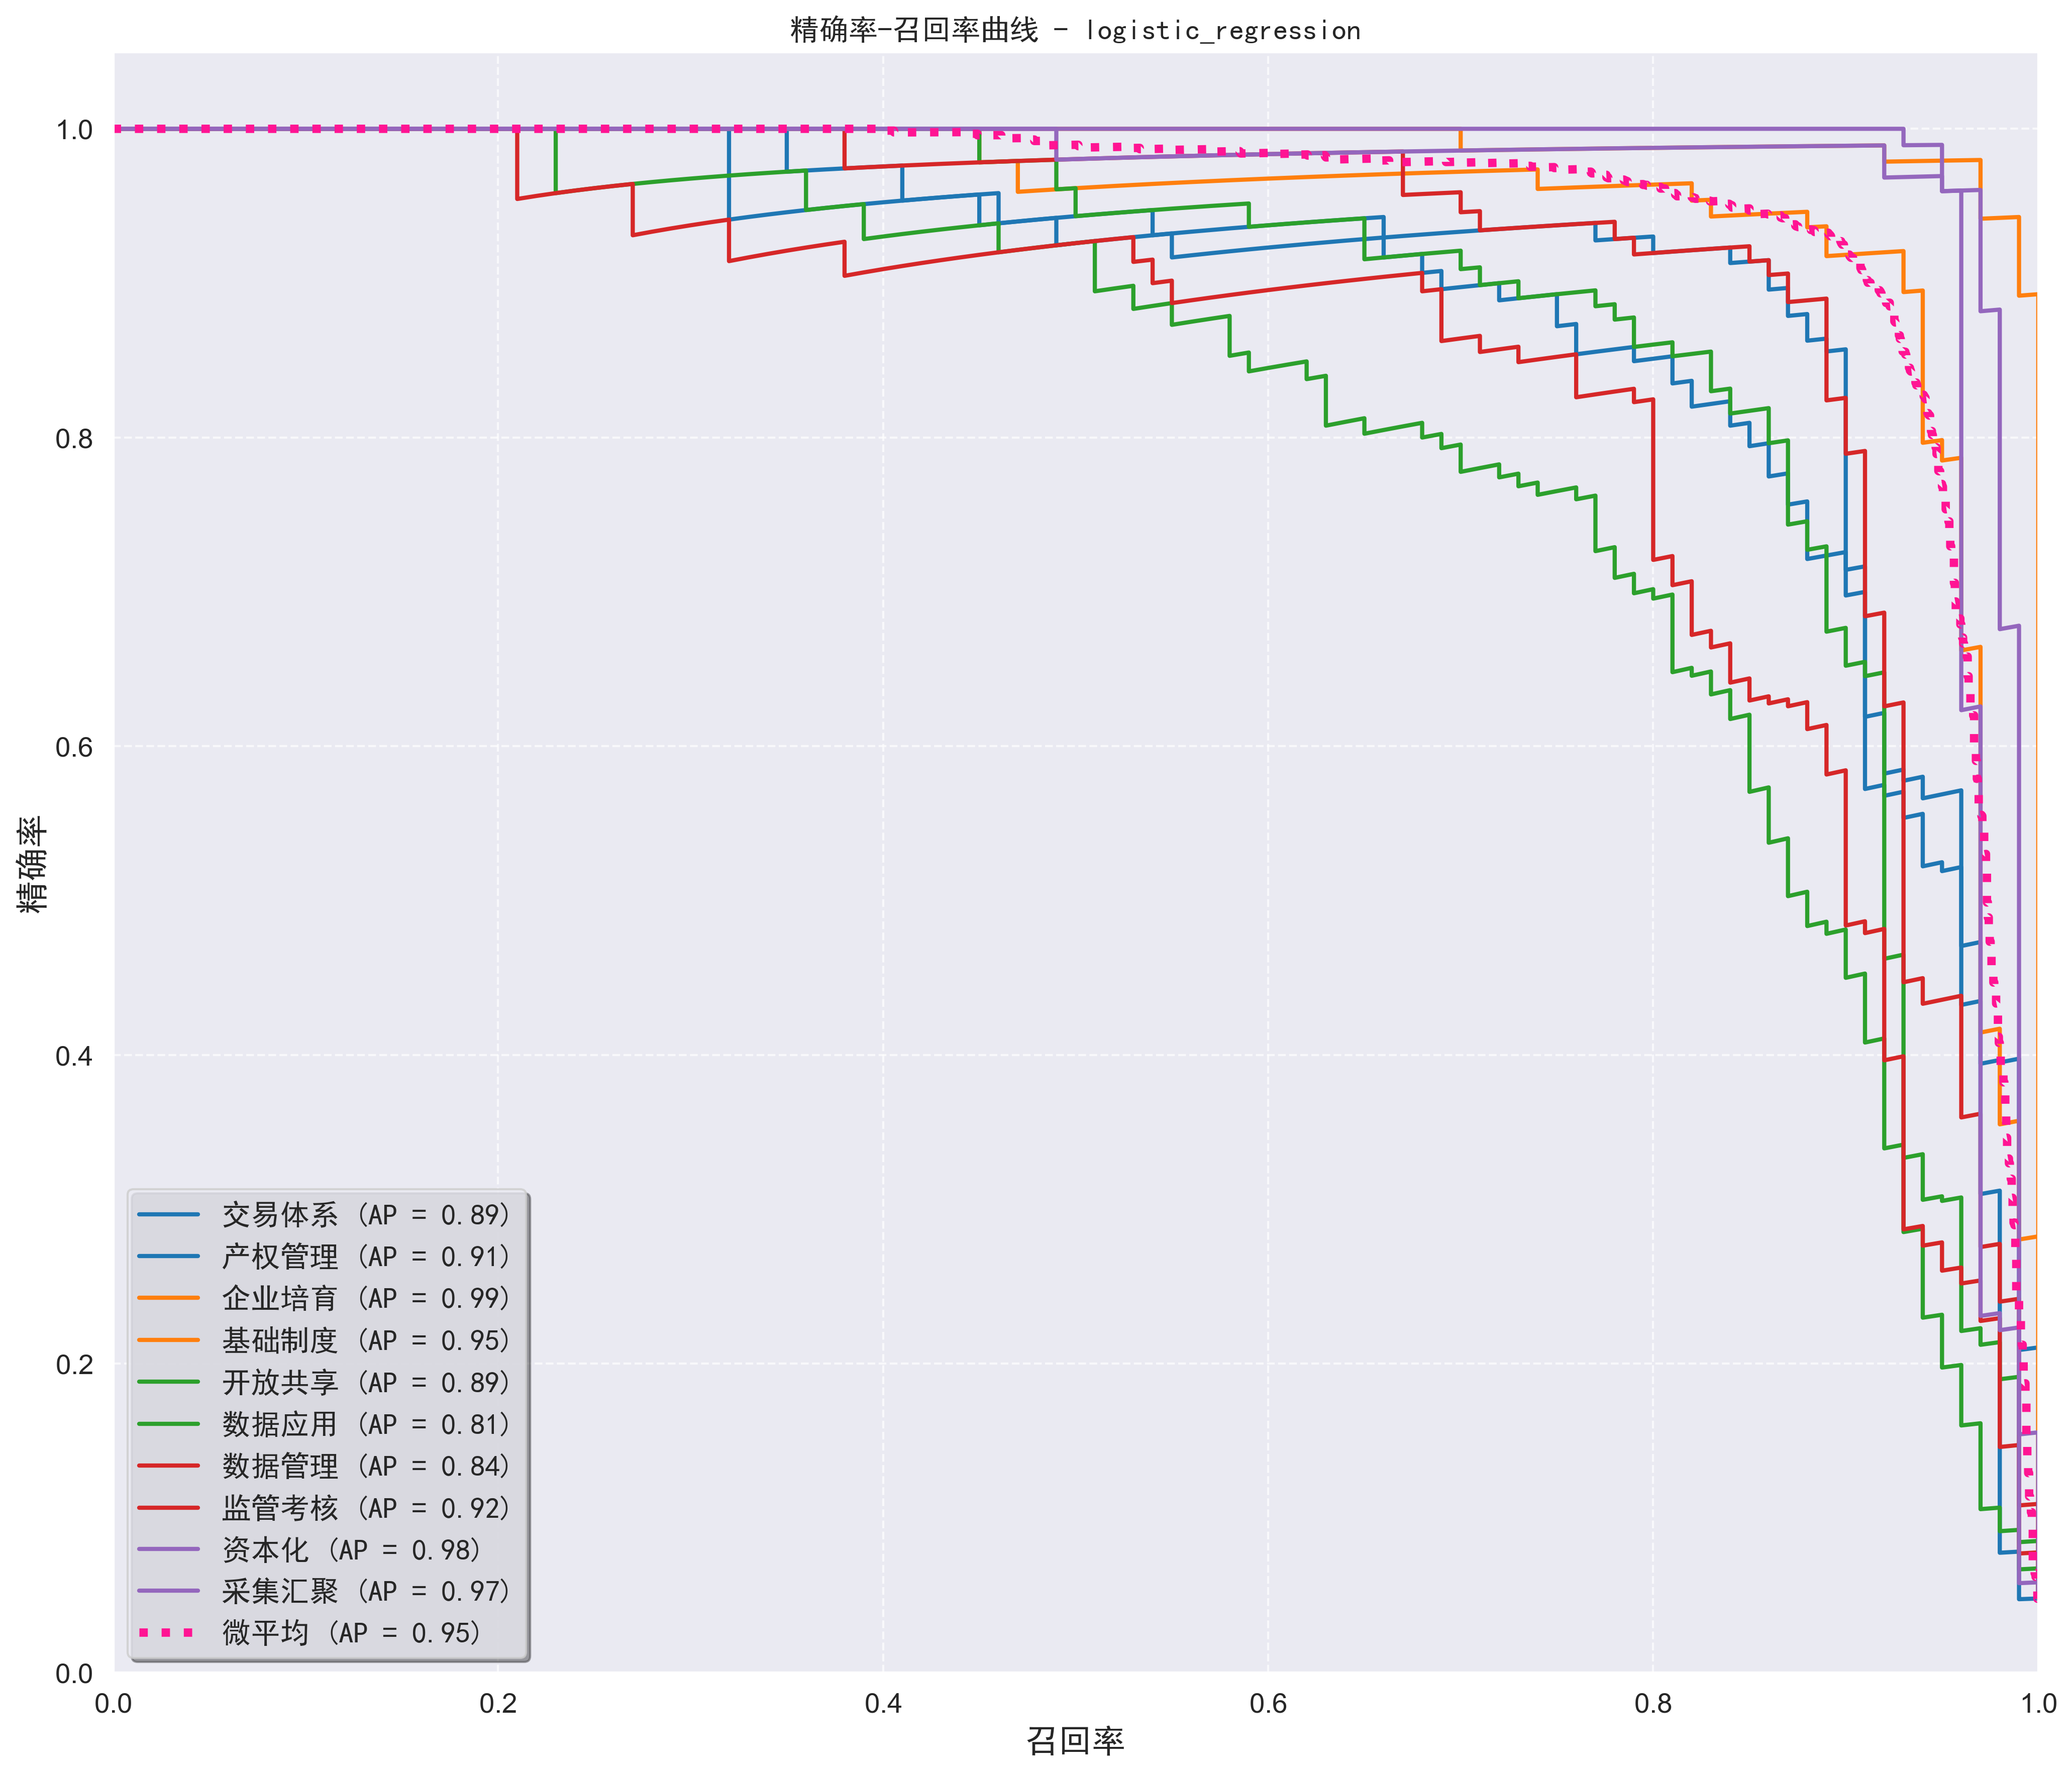 精确率-召回率曲线 - logistic_regression
1.0
0.8
0.6
0.4
0.2
0.0
精确率
交易体系 (AP = 0.89)
产权管理 (AP = 0.91)
企业培育 (AP = 0.99)
基础制度 (AP = 0.95)
开放共享 (AP = 0.89)
数据应用 (AP = 0.81)
数据管理 (AP = 0.84)
监管考核 (AP = 0.92)
资本化 (AP = 0.98)
采集汇聚 (AP = 0.97)
微平均 (AP = 0.95)
0.0 0.2 0.4 0.6 0.8 1.0
召回率